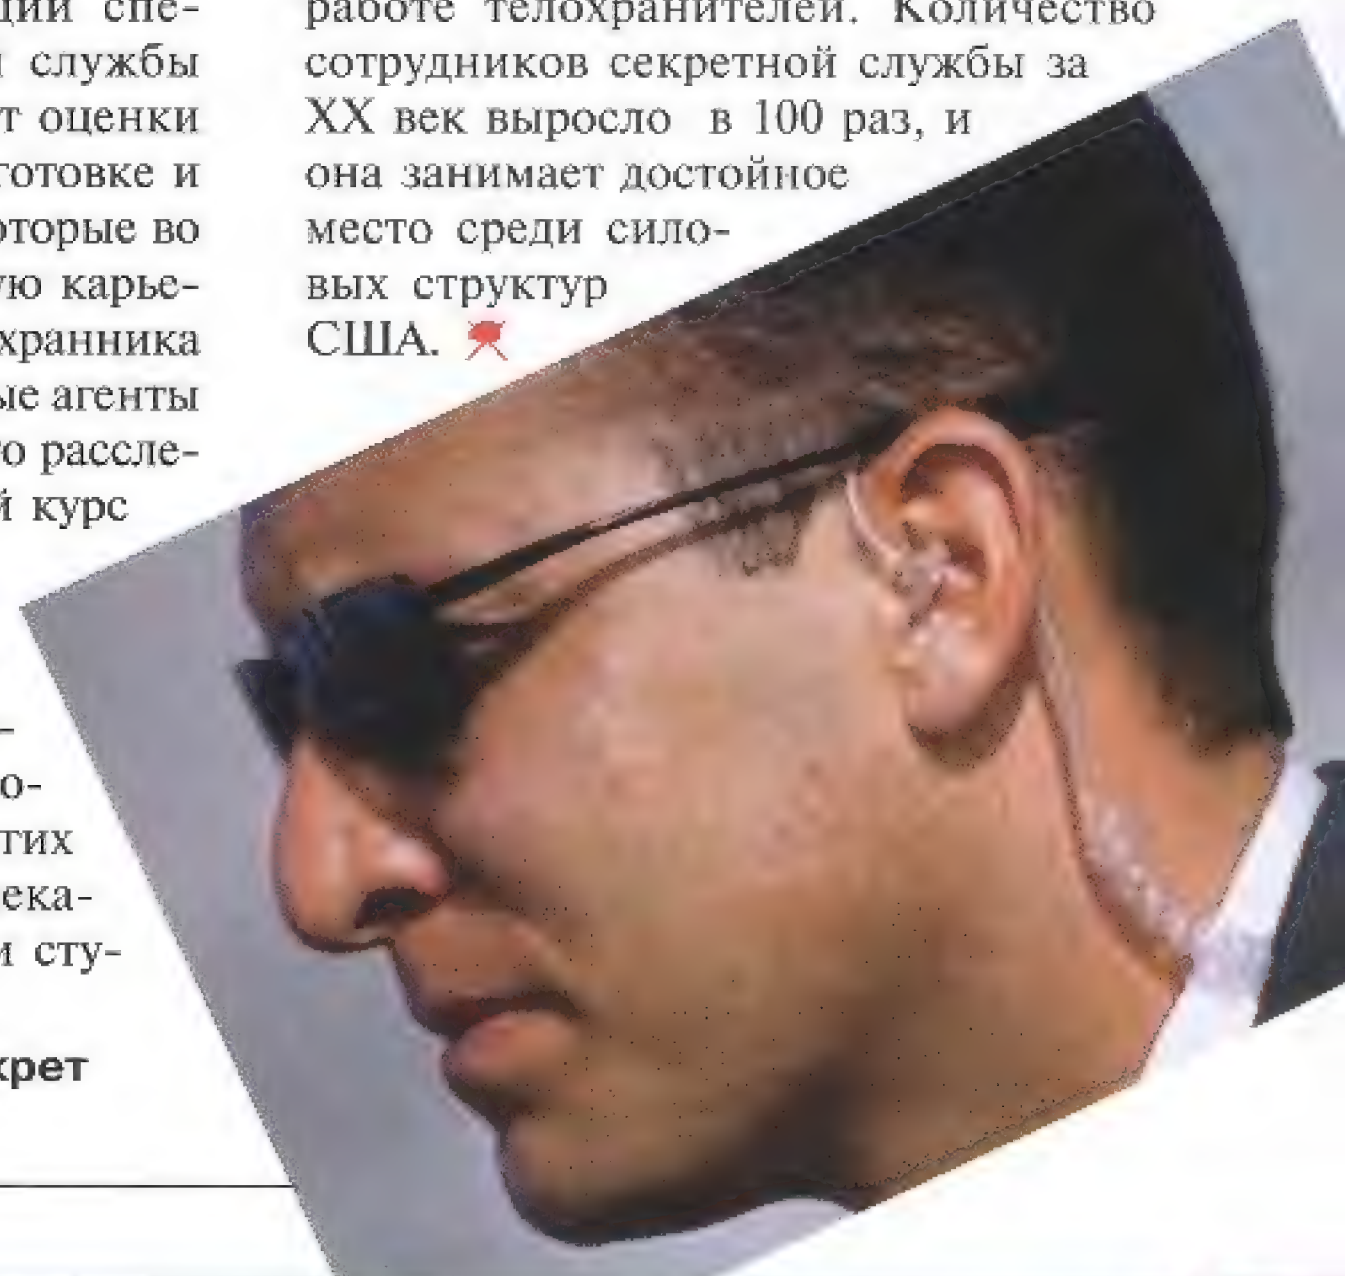 спе-
службы
т оценки
готовке и
оторые во
ую карье-
хранника
ые агенты
о рассле-
й курс
-
о-
тих
ека-
и сту-
крет
работе телохранителей. Количество
сотрудников секретной службы за
XX век выросло в 100 раз, и
она занимает достойное
место среди сило-
вых структур
США.